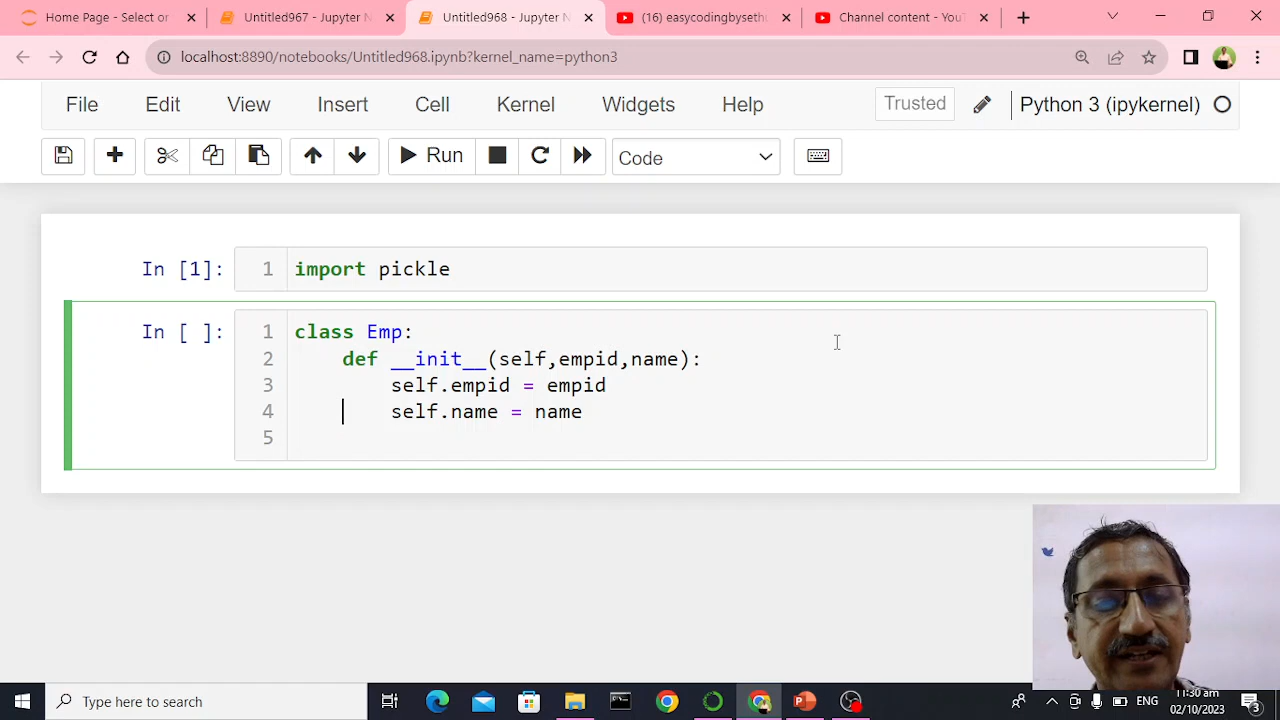 Home Page - Select or
Untitled967 - Jupyter N
Untitled968 - Jupyter N
(16) easycodingbysethu
Channel content - YouT
localhost:8890/notebooks/Untitled968.ipynb?kernel_name=python3
File Edit View Insert Cell Kernel Widgets Help Trusted Python 3 (ipykernel)
Run Code
In [1]: 1 import pickle
In [ ]: 1 class Emp:
2 def __init__(self,empid,name):
3 self.empid = empid
4 self.name = name
5
Type here to search
ENG
11:30 am
02/10/2023
3